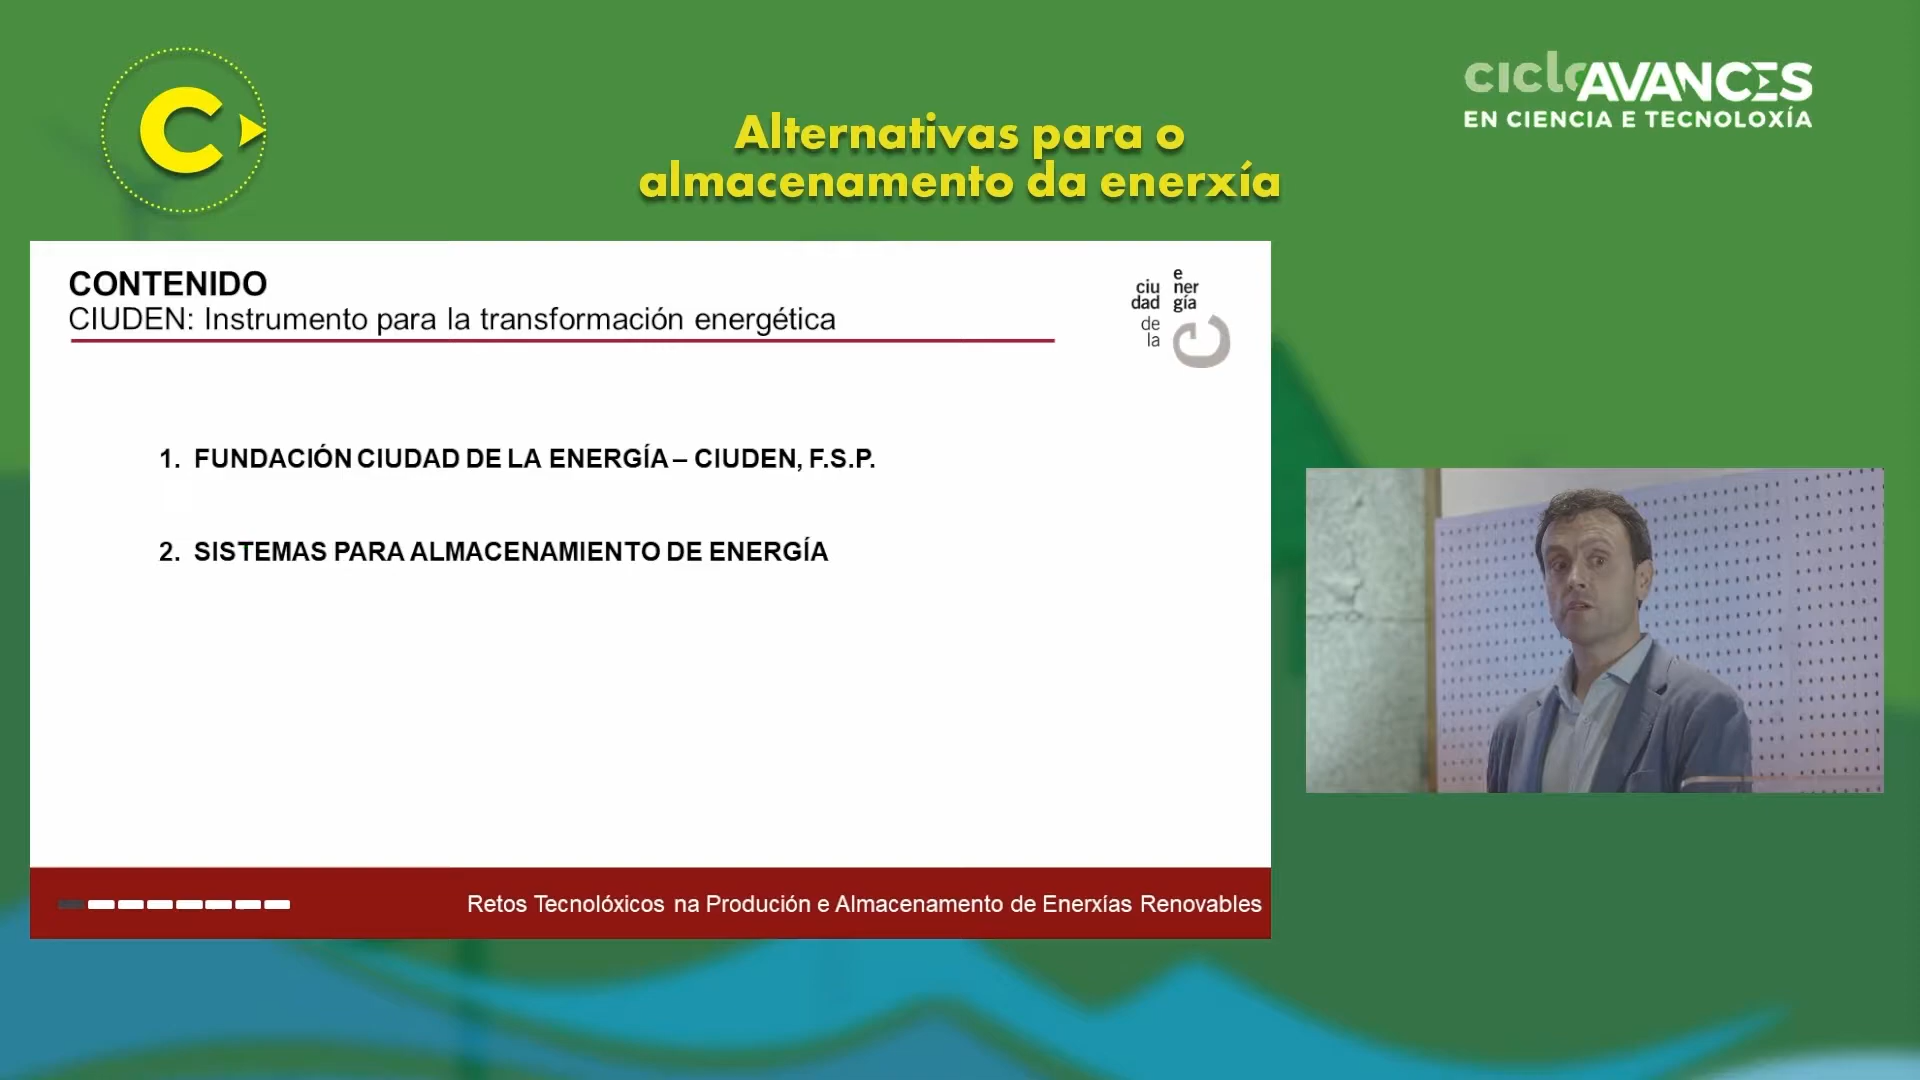 C
cicloAVANCES
EN CIENCIA E TECNOLOXÍA
Alternativas para o
almacenamento da enerxía
CONTENIDO
CIUDEN: Instrumento para la transformación energética
ciu
dad
de
la
e
ner
gía
1. FUNDACIÓN CIUDAD DE LA ENERGÍA – CIUDEN, F.S.P.
2. SISTEMAS PARA ALMACENAMIENTO DE ENERGÍA
Retos Tecnolóxicos na Produción e Almacenamento de Enerxías Renovables